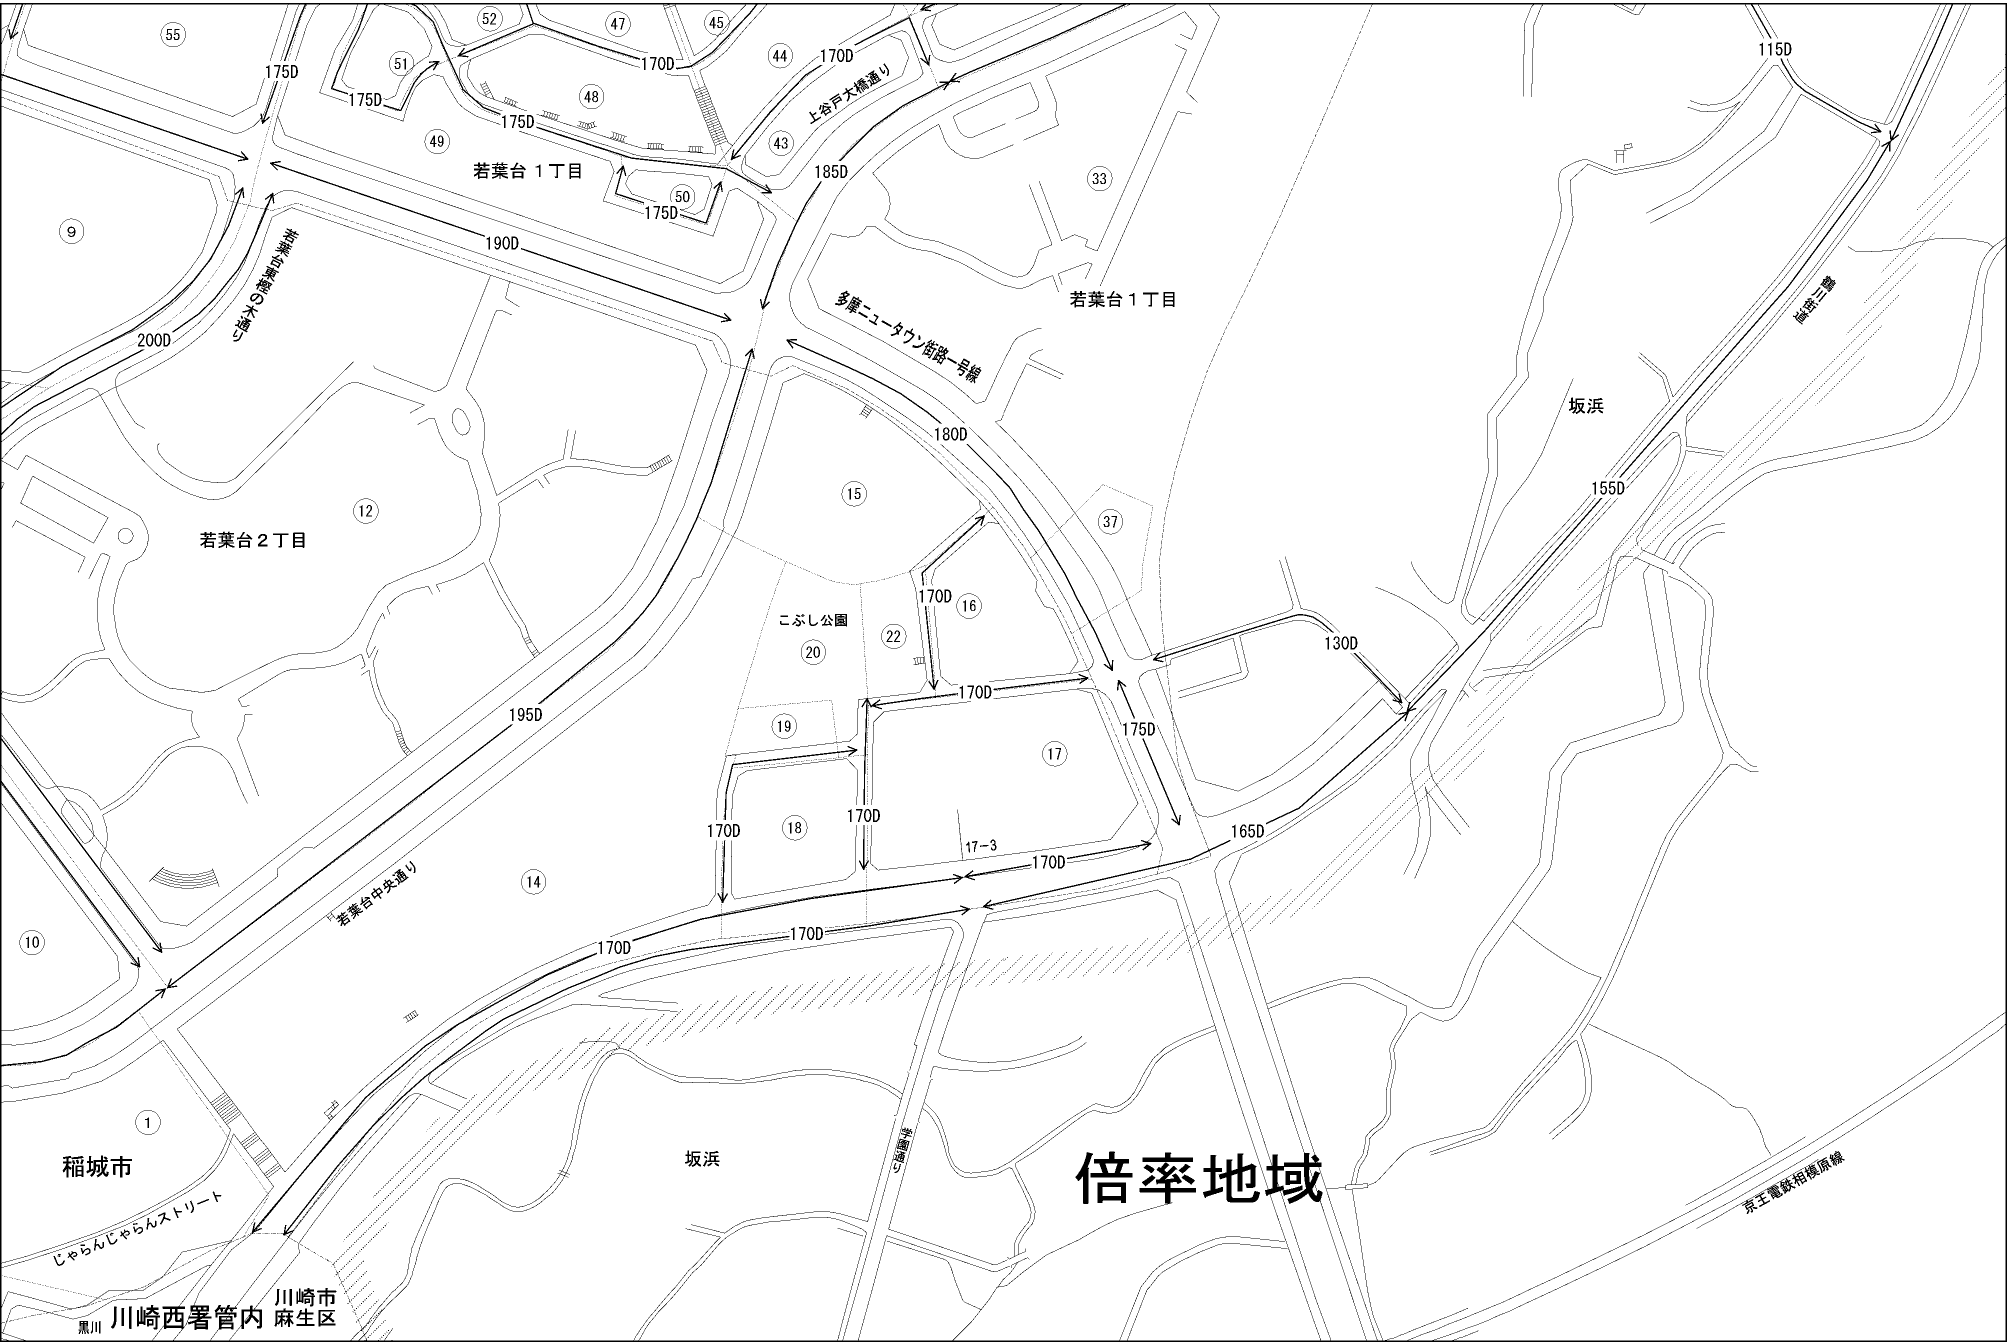 55
52
47
45
44
170D
115D
175D
51
170D
175D
48
上谷戸大橋通り
175D
49
43
若葉台１丁目
185D
33
50
175D
9
190D
若葉台東樫の木通り
200D
多摩ニュータウン街路一号線
若葉台１丁目
鶴川街道
坂浜
180D
155D
15
12
37
若葉台２丁目
170D
16
こぶし公園
22
20
130D
170D
195D
19
175D
17
170D
170D
18
165D
17-3
170D
14
若葉台中央通り
10
170D
170D
1
稲城市
学園通り
坂浜
倍率地域
京王電鉄相模原線
じゃらんじゃらんストリート
黒川
川崎西署管内
川崎市
麻生区